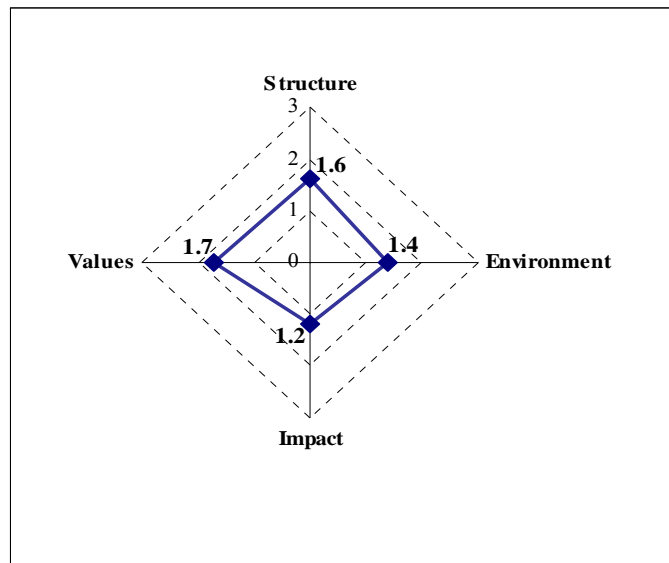 Structure
3
2
1.6
1
1.7
1.4
Values
0
Environment
1.2
Impact